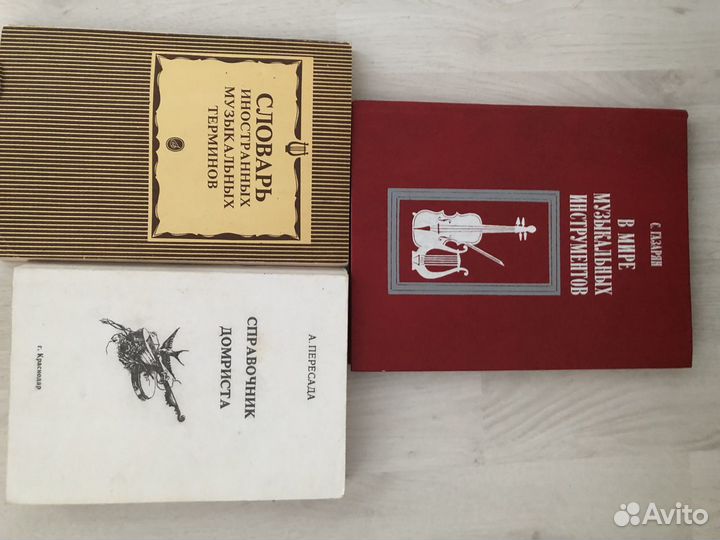 СЛОВАРЬ
ИНОСТРАННЫХ
МУЗЫКАЛЬНЫХ
ТЕРМИНОВ
С. ГАЗАРЯН
В МИРЕ
МУЗЫКАЛЬНЫХ
ИНСТРУМЕНТОВ
А. ПЕРЕСАДА
СПРАВОЧНИК
ДОМРИСТА
г. Краснодар
Avito